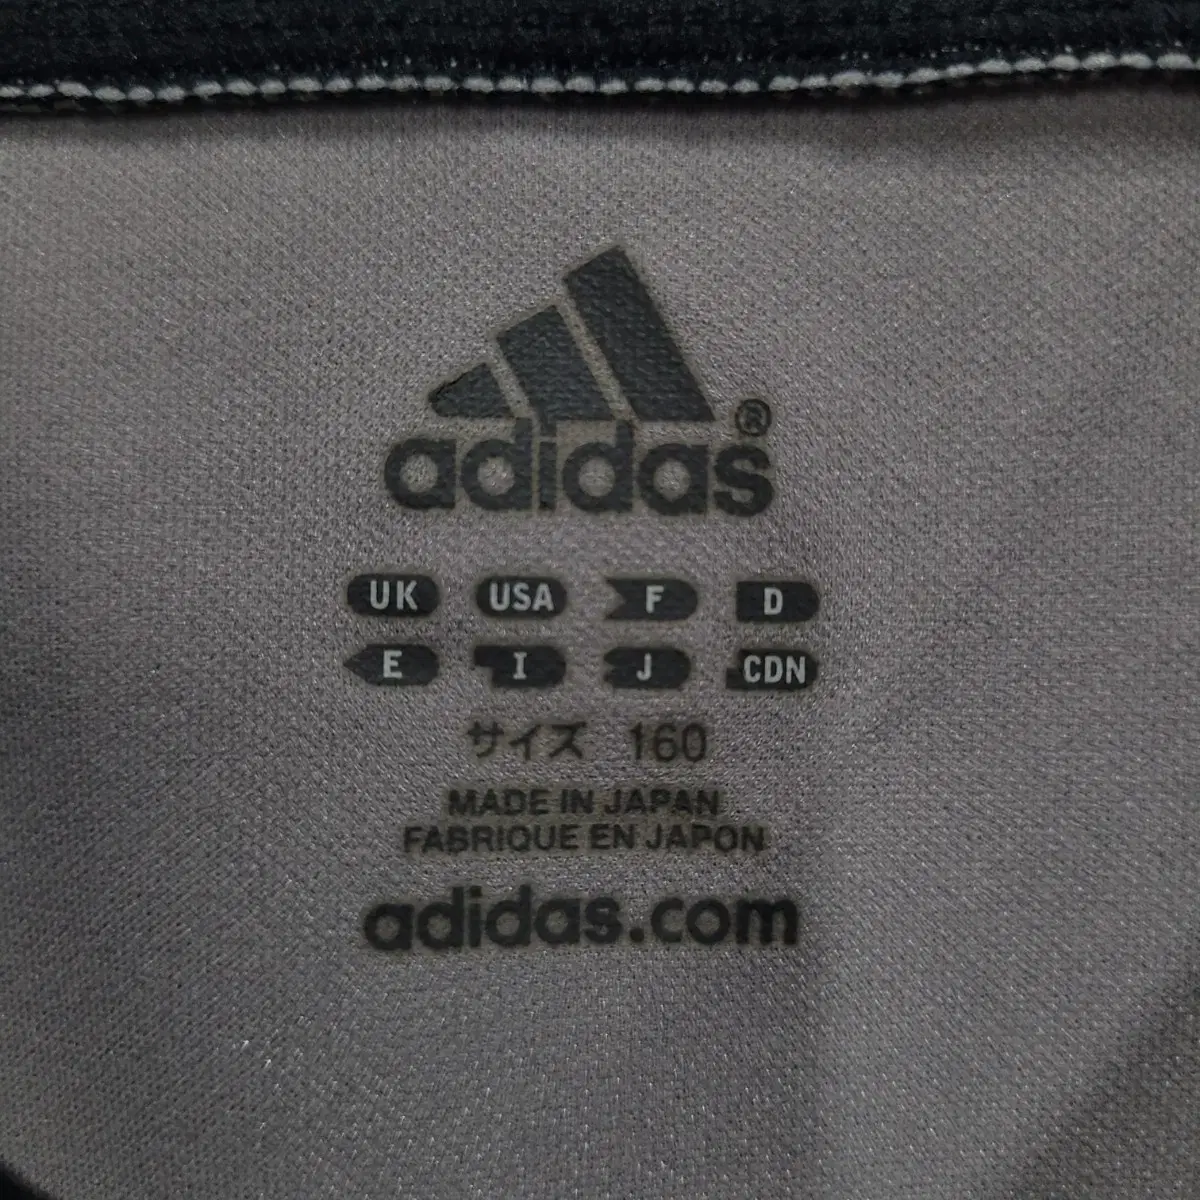 adidas®
UK USA F D
E I J CDN
サイズ 160
MADE IN JAPAN
FABRIQUE EN JAPON
adidas.com